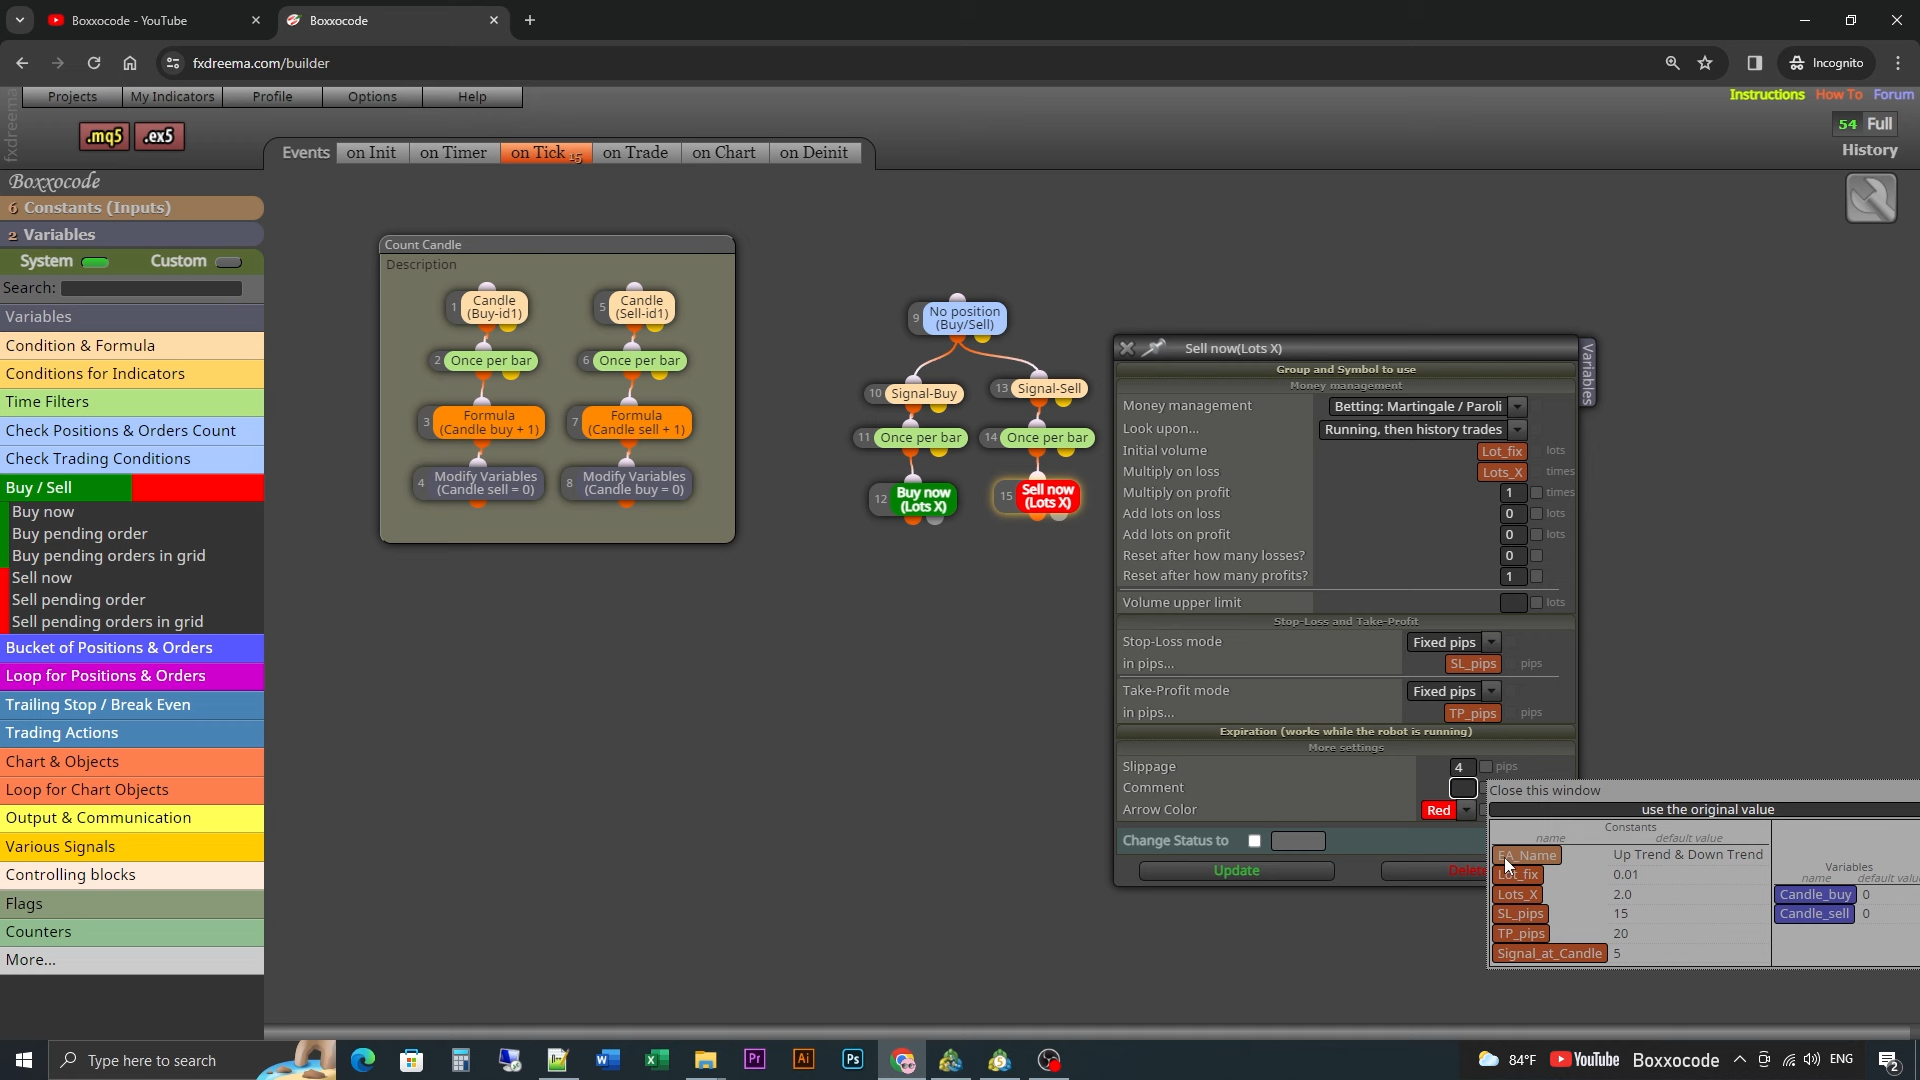 Boxxocode - YouTube
Boxxocode
fxdreema.com/builder
Incognito
Projects
My Indicators
Profile
Options
Help
Instructions
How To
Forum
fxdreema
.mq5
.ex5
54 Full
History
Events
on Init
on Timer
on Tick 15
on Trade
on Chart
on Deinit
Boxxocode
6 Constants (Inputs)
2 Variables
System
Custom
Search:
Variables
Condition & Formula
Conditions for Indicators
Time Filters
Check Positions & Orders Count
Check Trading Conditions
Buy / Sell
Buy now
Buy pending order
Buy pending orders in grid
Sell now
Sell pending order
Sell pending orders in grid
Bucket of Positions & Orders
Loop for Positions & Orders
Trailing Stop / Break Even
Trading Actions
Chart & Objects
Loop for Chart Objects
Output & Communication
Various Signals
Controlling blocks
Flags
Counters
More...
Count Candle
Description
1 Candle
(Buy-id1)
5 Candle
(Sell-id1)
2 Once per bar
6 Once per bar
3 Formula
(Candle buy + 1)
7 Formula
(Candle sell + 1)
4 Modify Variables
(Candle sell = 0)
8 Modify Variables
(Candle buy = 0)
9 No position
(Buy/Sell)
10 Signal-Buy
13 Signal-Sell
11 Once per bar
14 Once per bar
12 Buy now
(Lots X)
15 Sell now
(Lots X)
Sell now(Lots X)
Variables
Group and Symbol to use
Money management
Money management Betting: Martingale / Paroli
Look upon... Running, then history trades
Initial volume Lot_fix lots
Multiply on loss Lots_X times
Multiply on profit 1 times
Add lots on loss 0 lots
Add lots on profit 0 lots
Reset after how many losses? 0
Reset after how many profits? 1
Volume upper limit lots
Stop-Loss and Take-Profit
Stop-Loss mode Fixed pips
in pips... SL_pips pips
Take-Profit mode Fixed pips
in pips... TP_pips pips
Expiration (works while the robot is running)
More settings
Slippage 4 pips
Comment
Arrow Color Red
Change Status to
Update
Delete
Close this window
use the original value
Constants
name default value
EA_Name Up Trend & Down Trend
Lot_fix 0.01
Lots_X 2.0
SL_pips 15
TP_pips 20
Signal_at_Candle 5
Variables
name default value
Candle_buy 0
Candle_sell 0
Type here to search
Pr
Ai
Ps
84°F
YouTube
Boxxocode
ENG
2